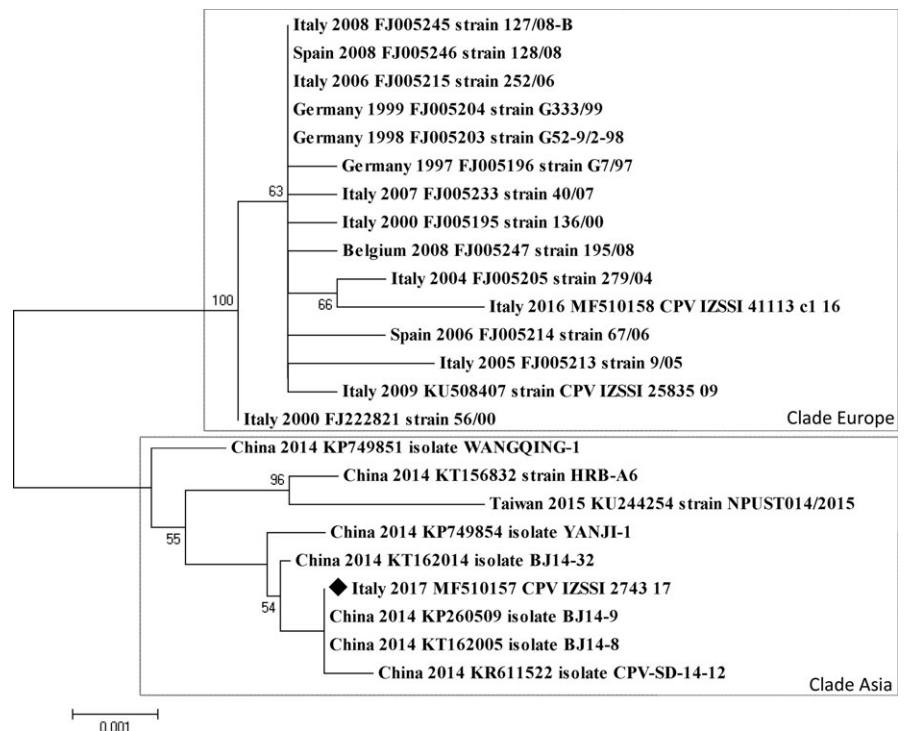 Italy 2008 FJ005245 strain 127/08-B
Spain 2008 FJ005246 strain 128/08
Italy 2006 FJ005215 strain 252/06
Germany 1999 FJ005204 strain G333/99
Germany 1998 FJ005203 strain G52-9/2-98
Germany 1997 FJ005196 strain G7/97
63
Italy 2007 FJ005233 strain 40/07
Italy 2000 FJ005195 strain 136/00
Belgium 2008 FJ005247 strain 195/08
Italy 2004 FJ005205 strain 279/04
100
66
Italy 2016 MF510158 CPV IZSSI 41113 c1 16
Spain 2006 FJ005214 strain 67/06
Italy 2005 FJ005213 strain 9/05
Italy 2009 KU508407 strain CPV IZSSI 25835 09
Italy 2000 FJ222821 strain 56/00
Clade Europe
China 2014 KP749851 isolate WANGQING-1
96
China 2014 KT156832 strain HRB-A6
Taiwan 2015 KU244254 strain NPUST014/2015
55
China 2014 KP749854 isolate YANJI-1
China 2014 KT162014 isolate BJ14-32
Italy 2017 MF510157 CPV IZSSI 2743 17
54
China 2014 KP260509 isolate BJ14-9
China 2014 KT162005 isolate BJ14-8
China 2014 KR611522 isolate CPV-SD-14-12
Clade Asia
0.001